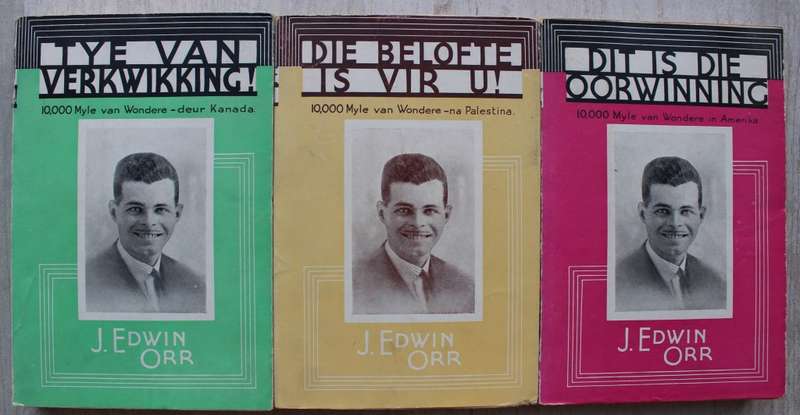 TYE VAN
VERKWIKKING!
10,000 Myle van Wondere - deur Kanada.
J. EDWIN
ORR
DIE BELOFTE
IS VIR U!
10,000 Myle van Wondere - na Palestina.
J. EDWIN
ORR
DIT IS DIE
OORWINNING
10,000 Myle van Wondere in Amerika
J. EDWIN
ORR